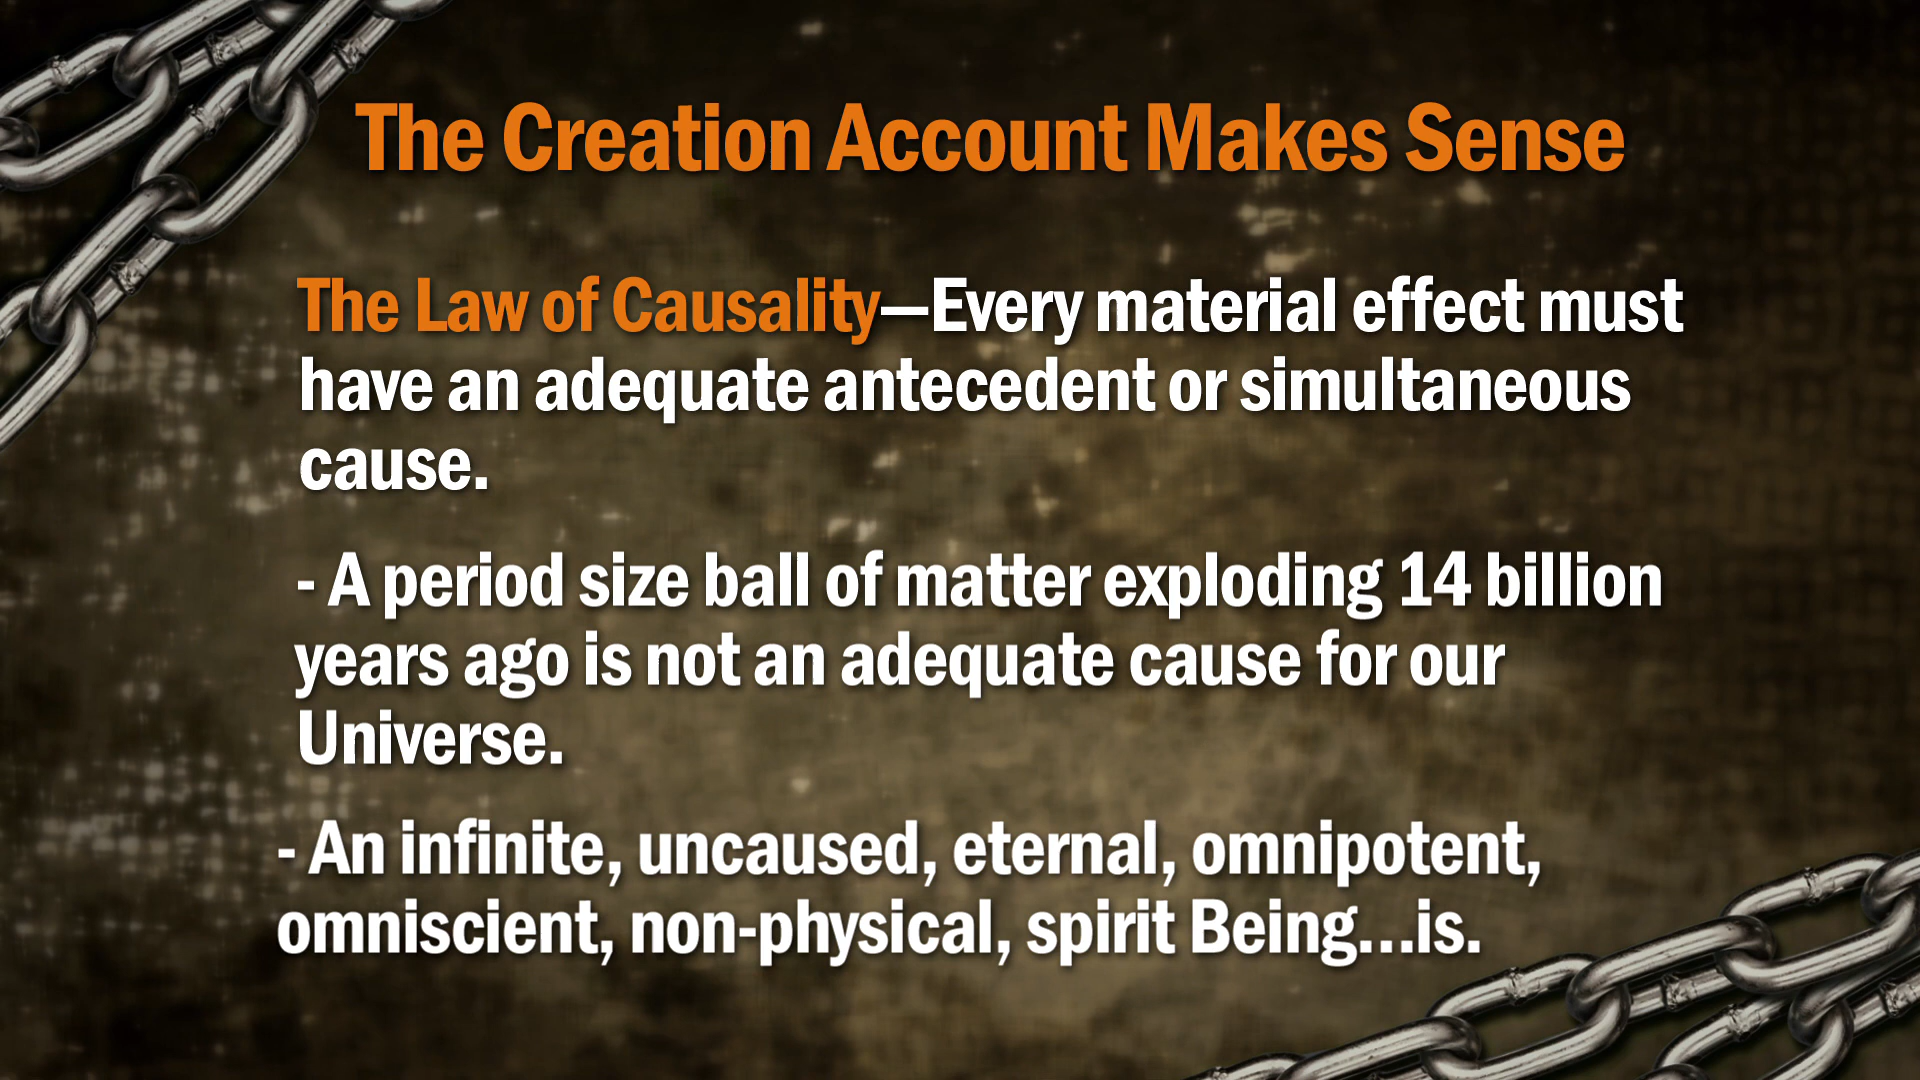 The Creation Account Makes Sense
The Law of Causality—Every material effect must
have an adequate antecedent or simultaneous
cause.
- A period size ball of matter exploding 14 billion
years ago is not an adequate cause for our
Universe.
- An infinite, uncaused, eternal, omnipotent,
omniscient, non-physical, spirit Being...is.